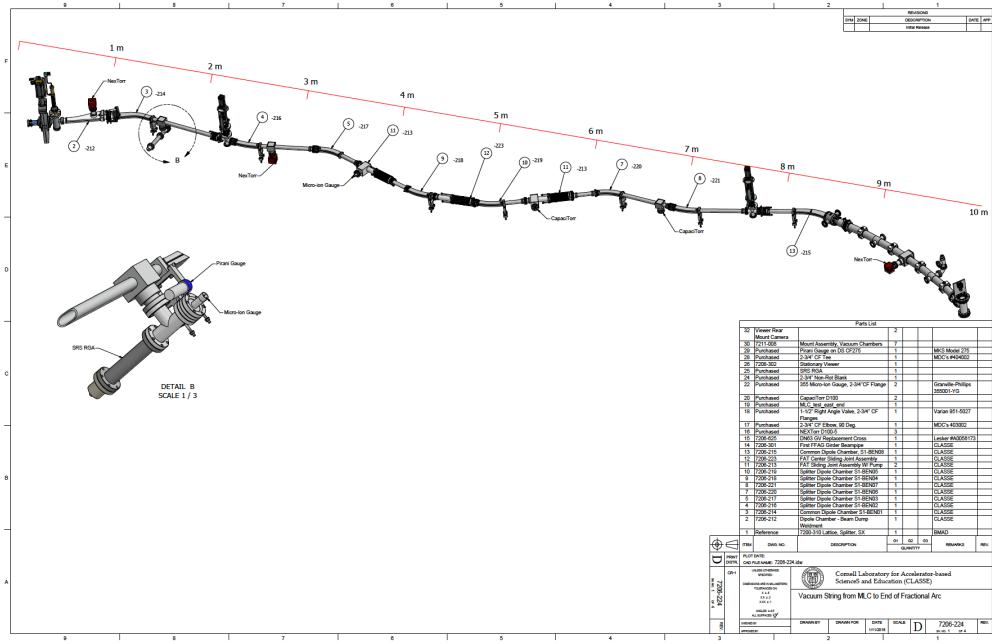 9 8 7 6 5 4 3 2 1
REVISIONS
SYM ZONE DESCRIPTION DATE APP
Initial Release
F
E
D
C
B
A
1 m
2 m
3 m
4 m
5 m
6 m
7 m
8 m
9 m
10 m
NexTorr
3 -214
2 -212
B
4 -216
NexTorr
5 -217
11 -213
Micro-Ion Gauge
9 -218
12 -223
10 -219
11 -213
CapaciTorr
7 -220
CapaciTorr
8 -221
13 -215
NexTorr
Pirani Gauge
Micro-Ion Gauge
SRS RGA
DETAIL B
SCALE 1 / 3
Parts List
32 Viewer Rear Mount Camera 2
30 7211-008 Mount Assembly, Vacuum Chambers 7
29 Purchased Pirani Gauge on DS CF275 1 MKS Model 275
28 Purchased 2-3/4" CF Tee 1 MDC's #404002
26 7206-302 Stationary Viewer 1
25 Purchased SRS RGA 1
24 Purchased 2-3/4" Non-Rot Blank 1
22 Purchased 355 Micro-Ion Gauge, 2-3/4"CF Flange 2 Granville-Phillips 355001-YG
20 Purchased CapaciTorr D100 2
19 Purchased MLC_test_east_end 1
18 Purchased 1-1/2" Right Angle Valve, 2-3/4" CF Flanges 1 Varian 951-5027
17 Purchased 2-3/4" CF Elbow, 90 Deg. 1 MDC's 403002
16 Purchased NEXTorr D100-5 3
15 7206-625 DN63 GV Replacement Cross 1 Lesker
14 7206-301 First FFAG Girder Beampipe 1 CLASSE
13 7206-215 Common Dipole Chamber, S1-BEN08 1 CLASSE
12 7206-223 FAT Center Sliding Joint Assembly 1 CLASSE
11 7206-213 FAT Sliding Joint Assembly W/ Pump 2 CLASSE
10 7206-219 Splitter Dipole Chamber S1-BEN05 1 CLASSE
9 7206-218 Splitter Dipole Chamber S1-BEN04 1 CLASSE
8 7206-221 Splitter Dipole Chamber S1-BEN07 1 CLASSE
7 7206-220 Splitter Dipole Chamber S1-BEN06 1 CLASSE
5 7206-217 Splitter Dipole Chamber S1-BEN03 1 CLASSE
4 7206-216 Splitter Dipole Chamber S1-BEN02 1 CLASSE
3 7206-214 Common Dipole Chamber S1-BEN01 1 CLASSE
2 7206-212 Dipole Chamber - Beam Dump Weldment 1 CLASSE
1 Reference 7200-310 Lattice, Splitter, SX 1 BMAD
ITEM DWG. NO. DESCRIPTION 01 02 03 QUANTITY REMARKS REV.
D PRINT DISTR.
PLOT DATE:
CAD FILE NAME: 7206-224.idw
CR-1
7206-224
Cornell Laboratory for Accelerator-based
ScienceS and Education (CLASSE)
Vacuum String from MLC to End of Fractional Arc
DRAWN BY DRAWN FOR DATE SCALE D 7206-224 REV.
9 8 7 6 5 4 3 2